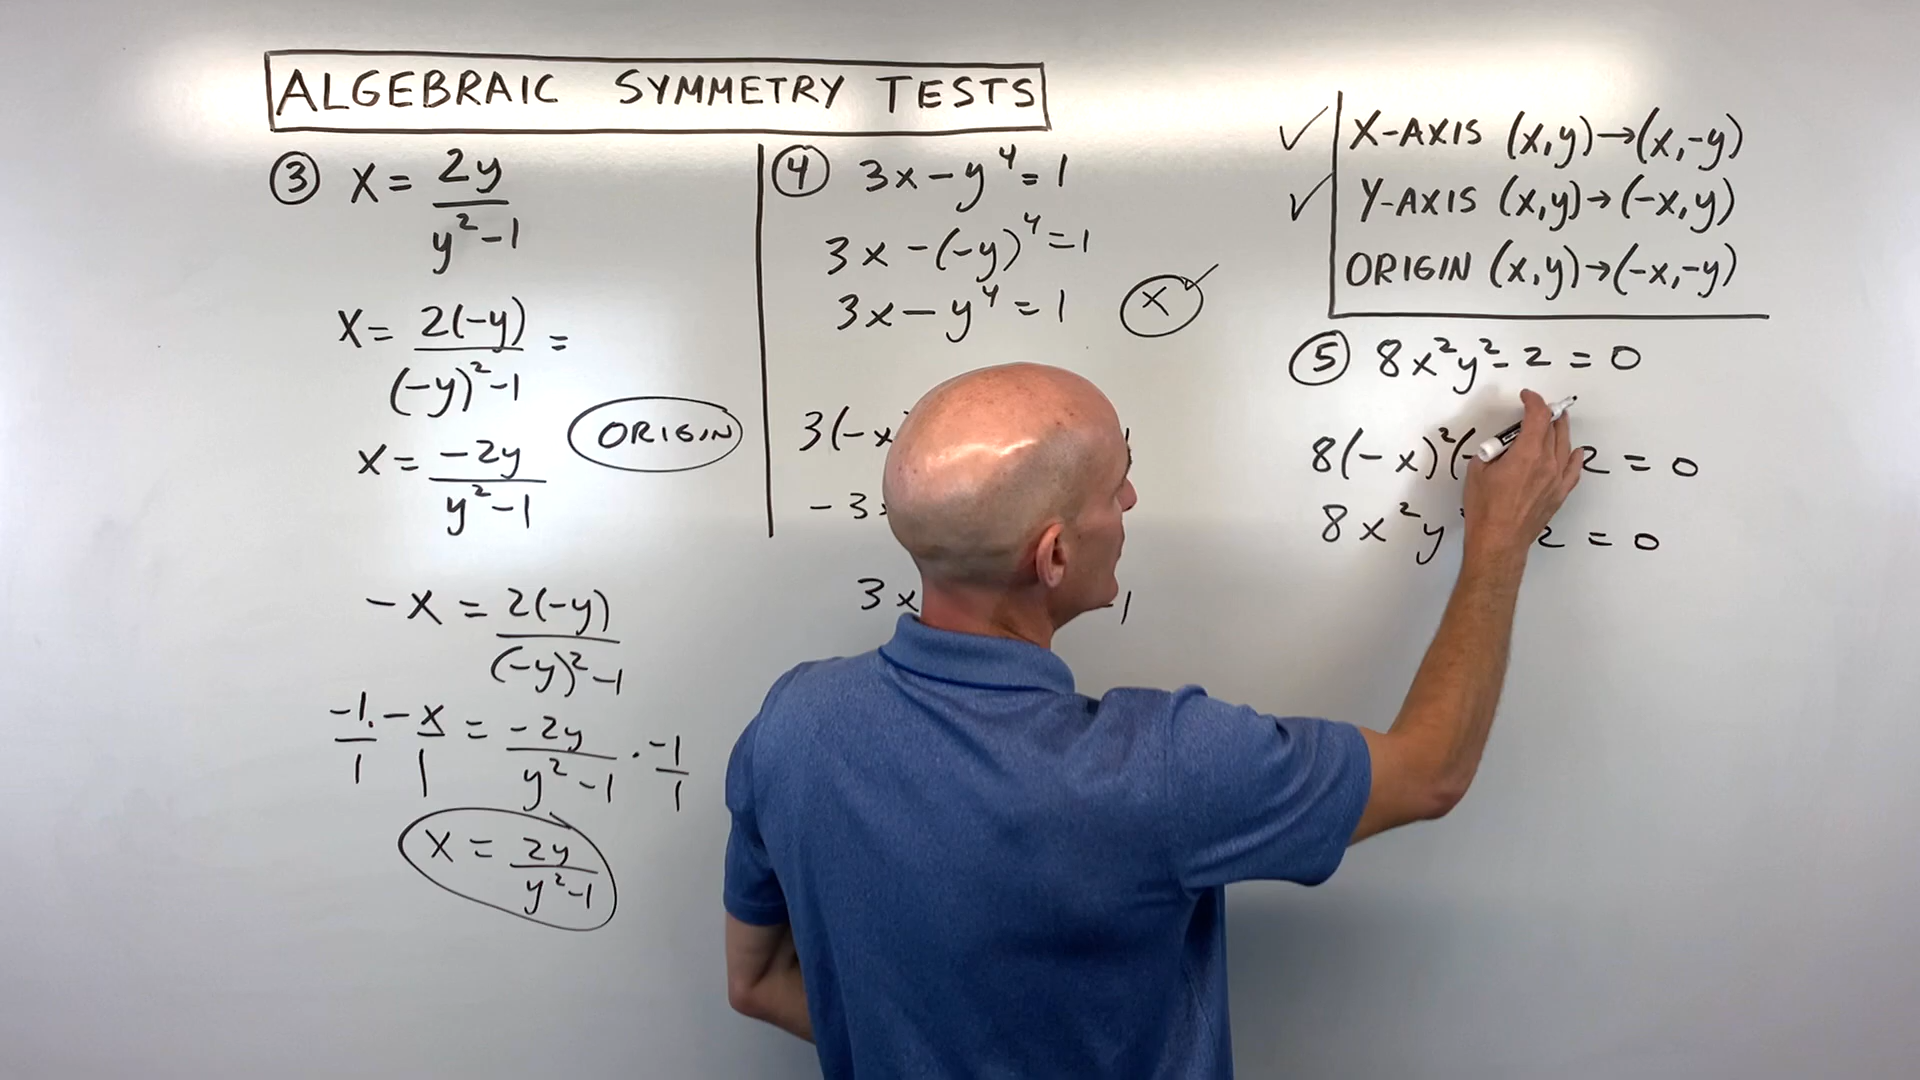 ALGEBRAIC SYMMETRY TESTS
③ x = 2y / y² - 1
x = 2(-y) / (-y)² - 1 =
x = -2y / y² - 1
ORIGIN
-x = 2(-y) / (-y)² - 1
-1/1 · -x/1 = -2y / y² - 1 · -1/1
x = 2y / y² - 1
④ 3x - y⁴ = 1
3x - (-y)⁴ = 1
3x - y⁴ = 1
X ✓
3(-x
-3
3x
✓ X-AXIS (x,y)→(x,-y)
✓ Y-AXIS (x,y)→(-x,y)
ORIGIN (x,y)→(-x,-y)
⑤ 8x²y² - 2 = 0
8(-x)²(- 2 = 0
8x²y 2 = 0